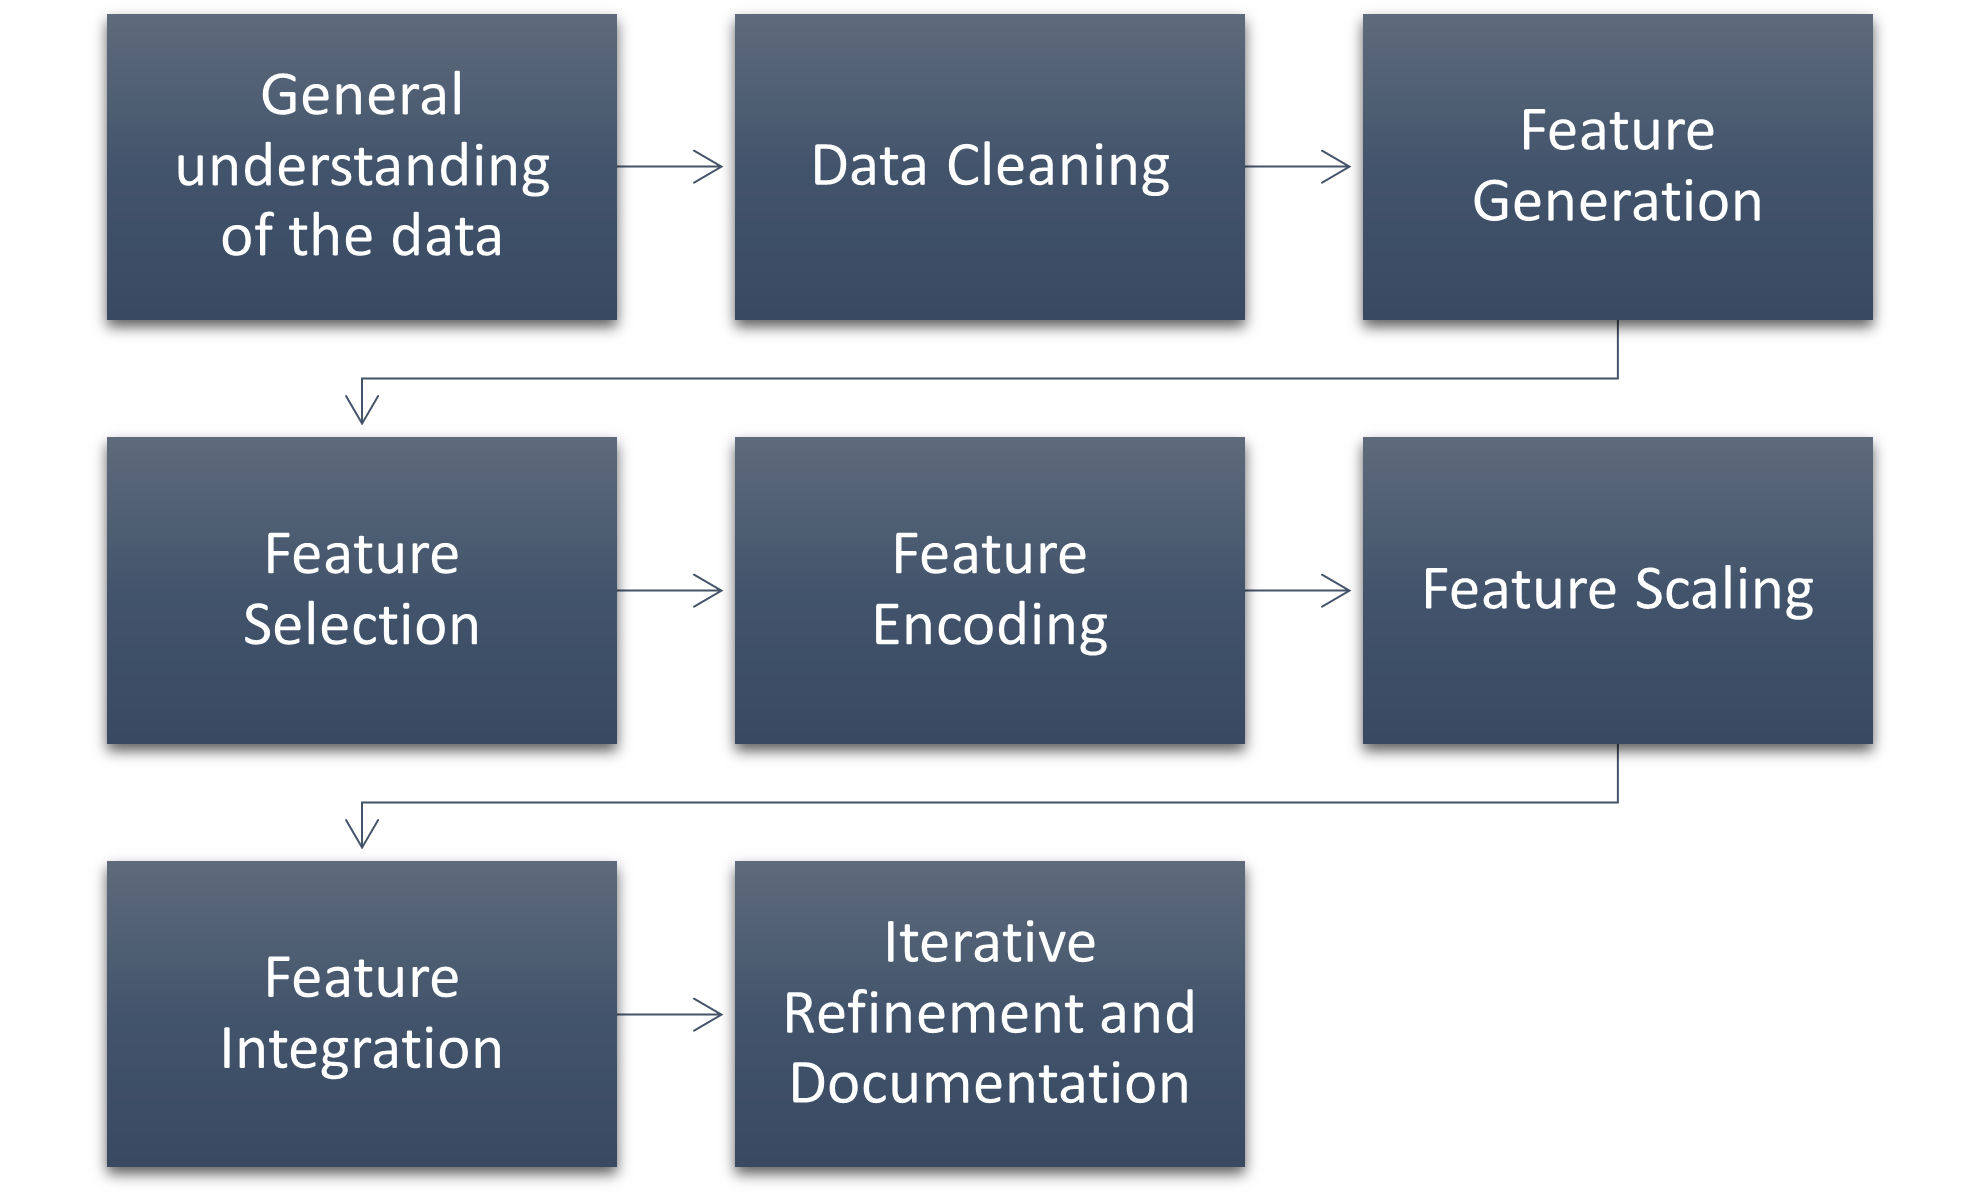 General
understanding
of the data
Data Cleaning
Feature
Generation
Feature
Selection
Feature
Encoding
Feature Scaling
Feature
Integration
Iterative
Refinement and
Documentation